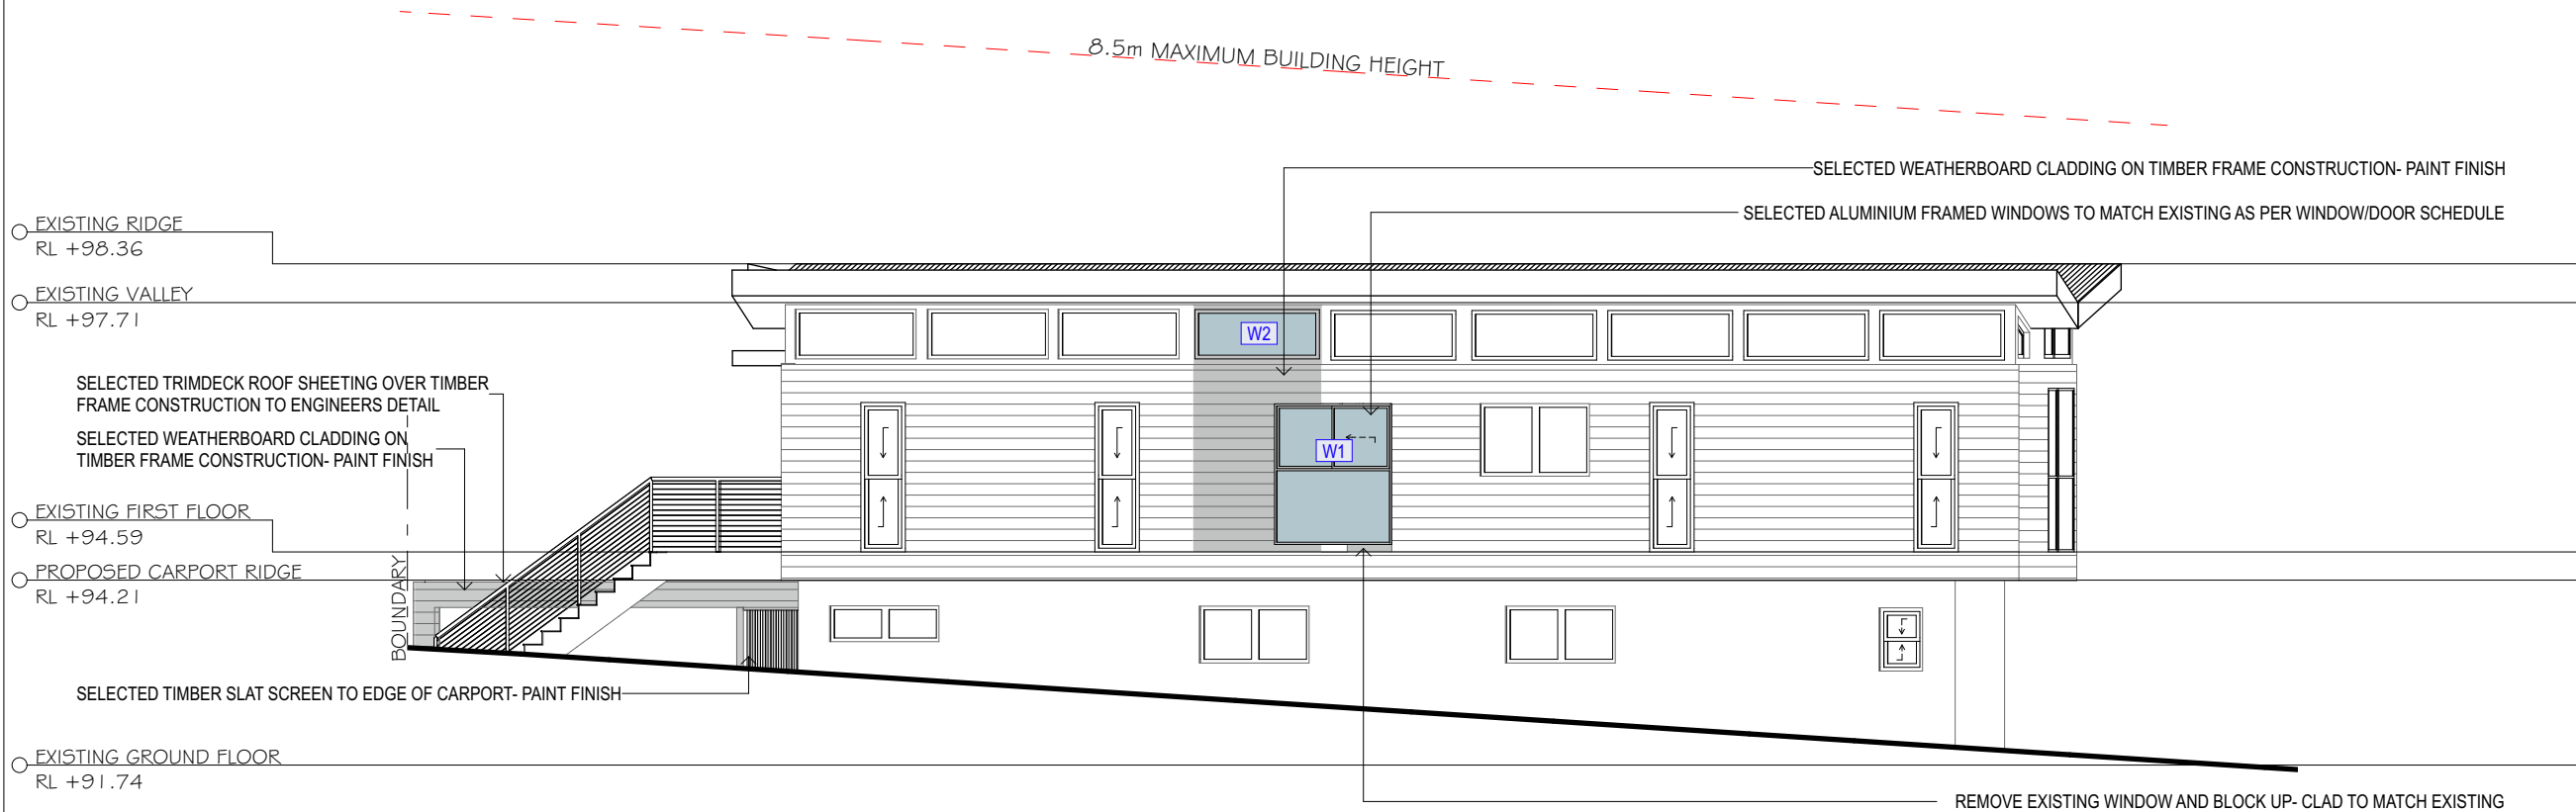 8.5m MAXIMUM BUILDING HEIGHT
SELECTED WEATHERBOARD CLADDING ON TIMBER FRAME CONSTRUCTION- PAINT FINISH
SELECTED ALUMINIUM FRAMED WINDOWS TO MATCH EXISTING AS PER WINDOW/DOOR SCHEDULE
EXISTING RIDGE
RL +98.36
EXISTING VALLEY
RL +97.71
W2
SELECTED TRIMDECK ROOF SHEETING OVER TIMBER
FRAME CONSTRUCTION TO ENGINEERS DETAIL
SELECTED WEATHERBOARD CLADDING ON
TIMBER FRAME CONSTRUCTION- PAINT FINISH
W1
EXISTING FIRST FLOOR
RL +94.59
PROPOSED CARPORT RIDGE
RL +94.21
BOUNDARY
SELECTED TIMBER SLAT SCREEN TO EDGE OF CARPORT- PAINT FINISH
EXISTING GROUND FLOOR
RL +91.74
REMOVE EXISTING WINDOW AND BLOCK UP- CLAD TO MATCH EXISTING